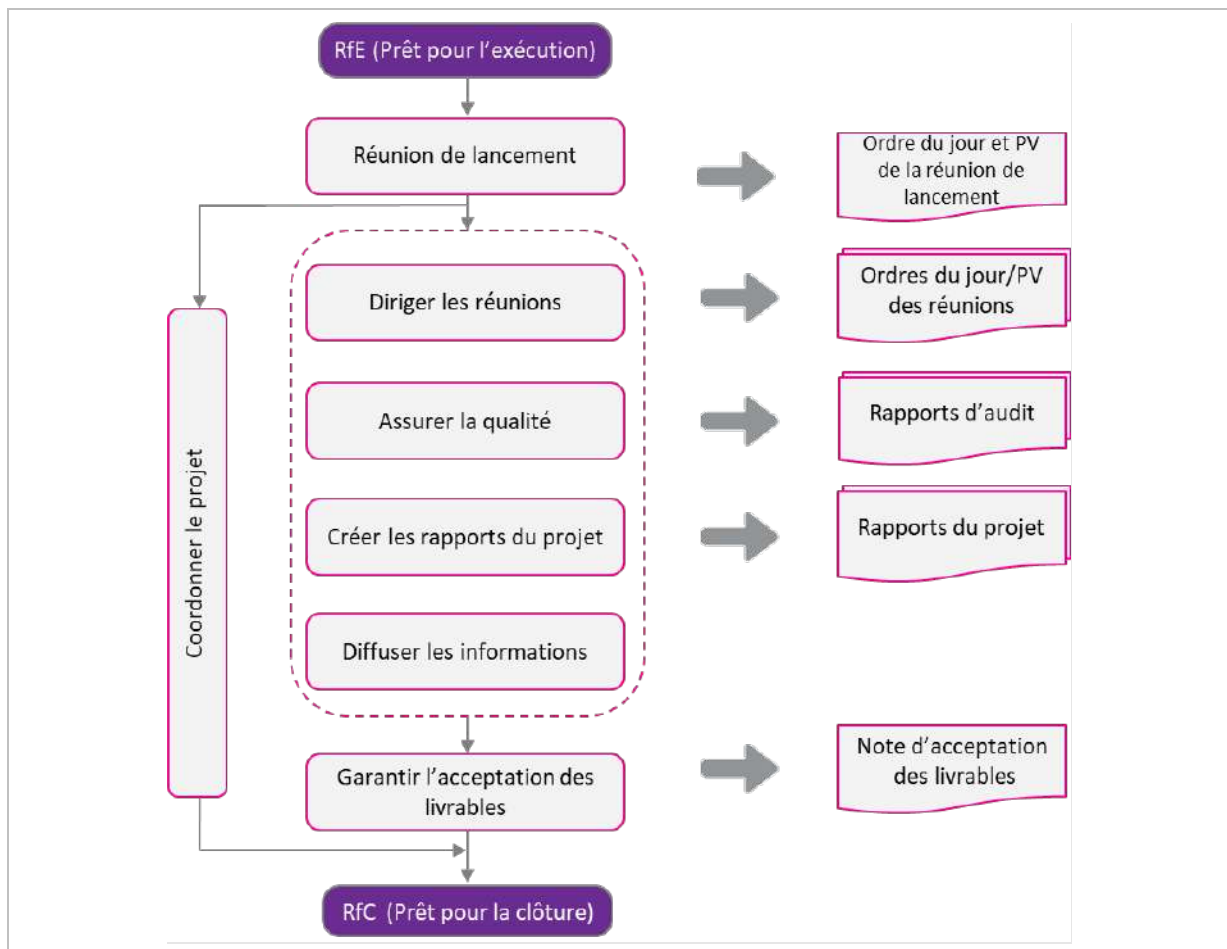 RfE (Prêt pour l’exécution)
Réunion de lancement
Ordre du jour et PV
de la réunion de
lancement
Diriger les réunions
Ordres du jour/PV
des réunions
Assurer la qualité
Rapports d’audit
Coordonner le projet
Créer les rapports du projet
Rapports du projet
Diffuser les informations
Garantir l’acceptation des
livrables
Note d’acceptation
des livrables
RfC (Prêt pour la clôture)